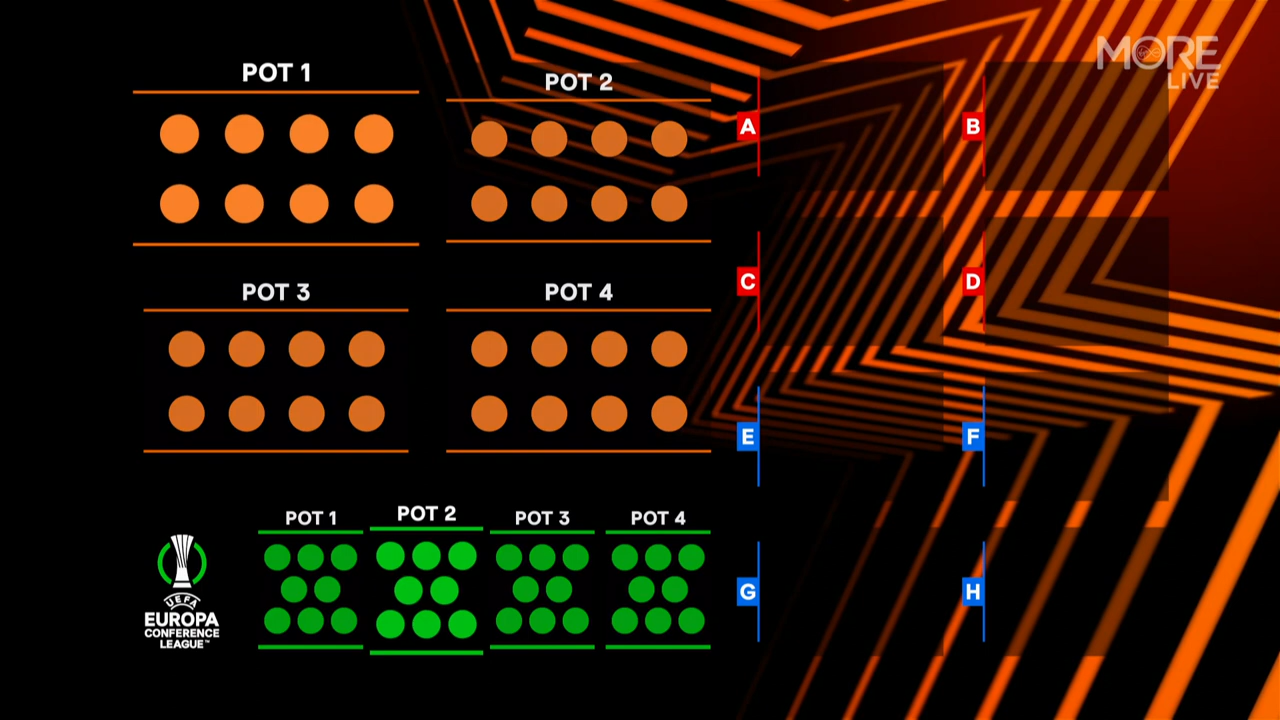 MORE
LIVE
POT 1
POT 2
A
B
POT 3
POT 4
C
D
E
F
POT 1
POT 2
POT 3
POT 4
UEFA
EUROPA
CONFERENCE
LEAGUE™
G
H